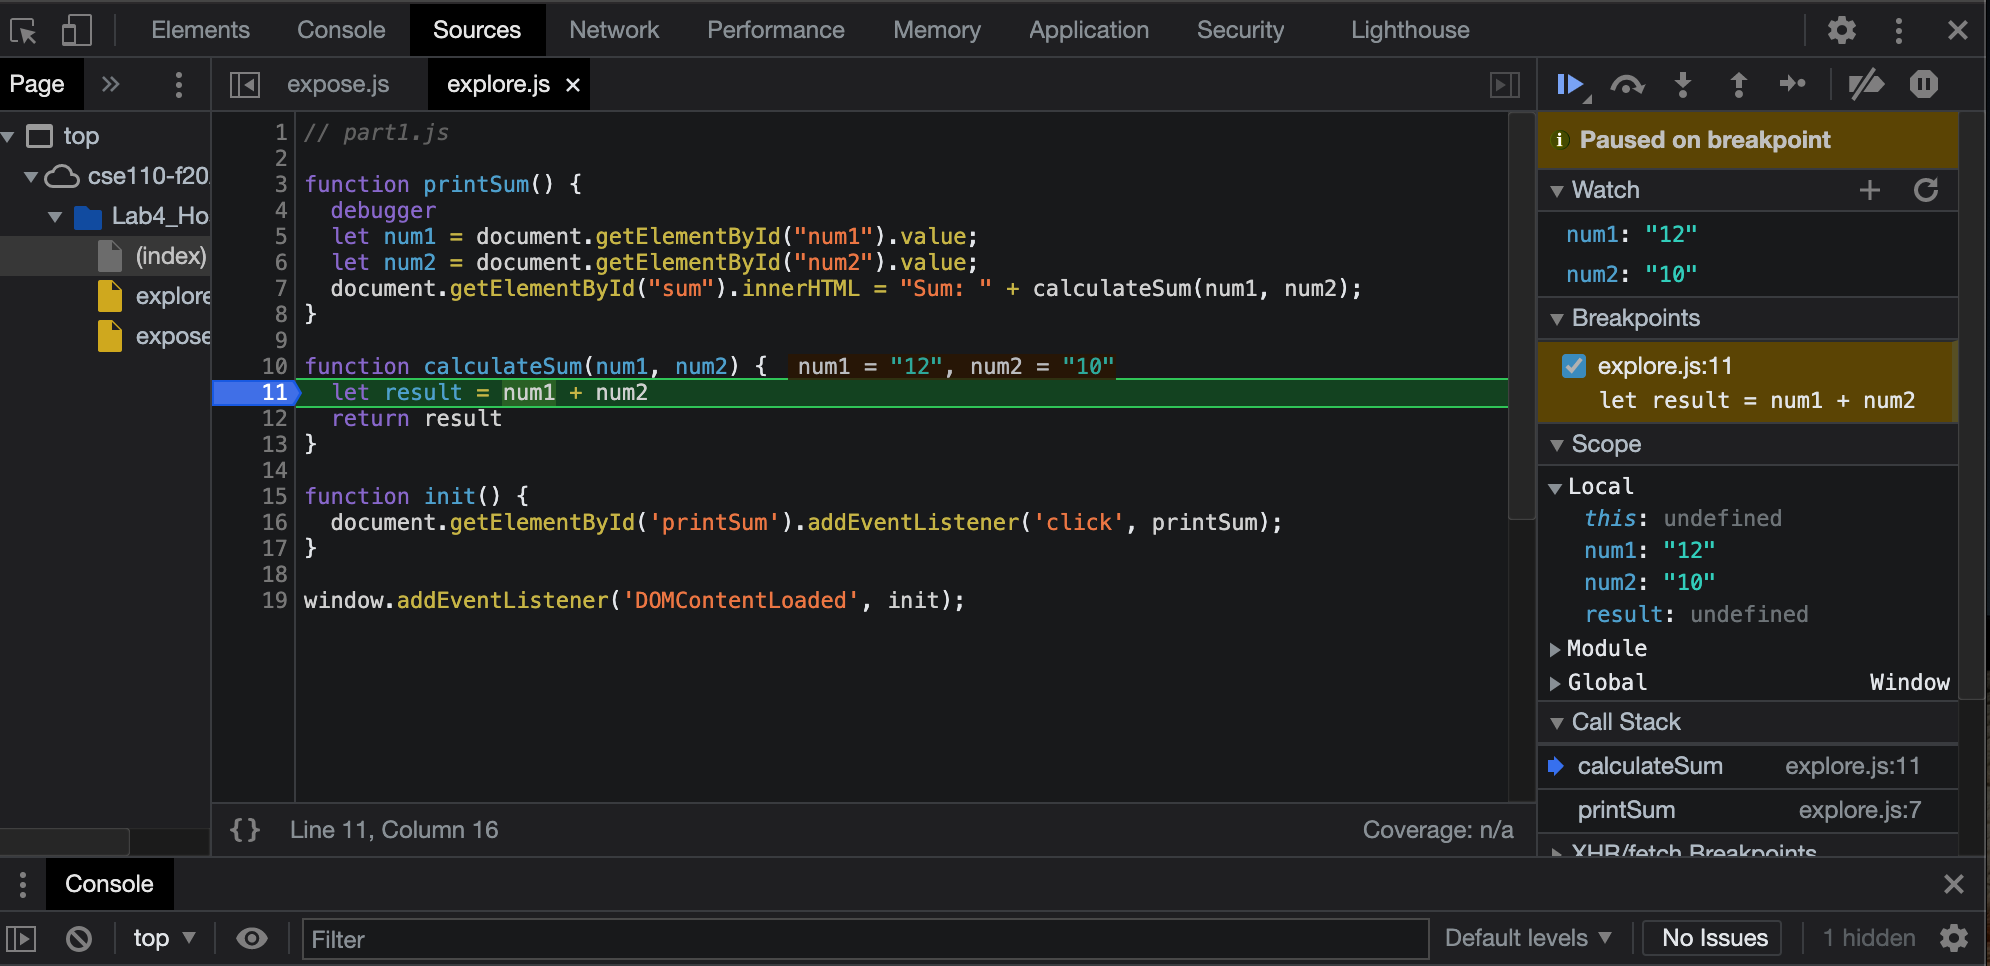 Elements Console Sources Network Performance Memory Application Security Lighthouse
Page
expose.js explore.js
top
cse110-f20
Lab4_Ho
(index)
explore
expose
1 // part1.js
2
3 function printSum() {
4 debugger
5 let num1 = document.getElementById("num1").value;
6 let num2 = document.getElementById("num2").value;
7 document.getElementById("sum").innerHTML = "Sum: " + calculateSum(num1, num2);
8 }
9
10 function calculateSum(num1, num2) { num1 = "12", num2 = "10"
11 let result = num1 + num2
12 return result
13 }
14
15 function init() {
16 document.getElementById('printSum').addEventListener('click', printSum);
17 }
18
19 window.addEventListener('DOMContentLoaded', init);
{} Line 11, Column 16 Coverage: n/a
Paused on breakpoint
Watch
num1: "12"
num2: "10"
Breakpoints
explore.js:11
let result = num1 + num2
Scope
Local
this: undefined
num1: "12"
num2: "10"
result: undefined
Module
Global Window
Call Stack
calculateSum explore.js:11
printSum explore.js:7
XHR/fetch Breakpoints
Console
top Filter Default levels No Issues 1 hidden